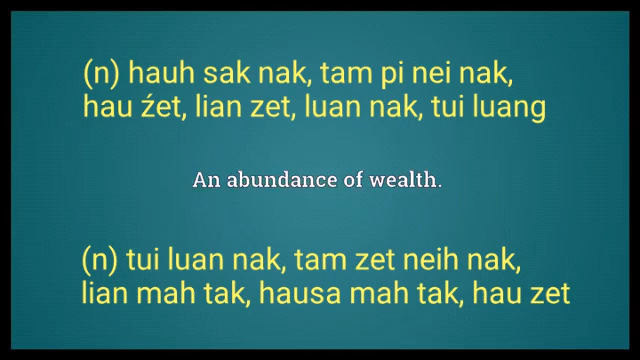 (n) hauh sak nak, tam pi nei nak,
hau źet, lian zet, luan nak, tui luang
An abundance of wealth.
(n) tui luan nak, tam zet neih nak,
lian mah tak, hausa mah tak, hau zet